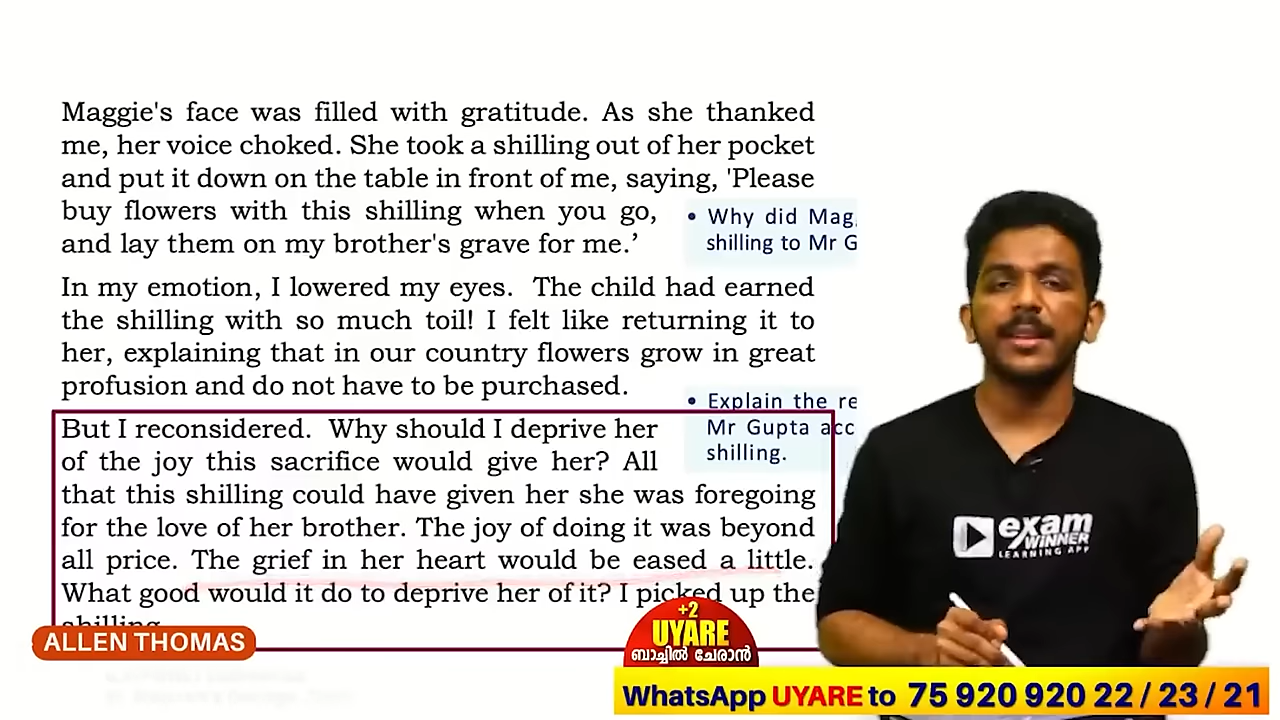 Maggie's face was filled with gratitude. As she thanked
me, her voice choked. She took a shilling out of her pocket
and put it down on the table in front of me, saying, 'Please
buy flowers with this shilling when you go,
and lay them on my brother's grave for me.’
• Why did Mag
shilling to Mr G
In my emotion, I lowered my eyes. The child had earned
the shilling with so much toil! I felt like returning it to
her, explaining that in our country flowers grow in great
profusion and do not have to be purchased.
• Explain the re
Mr Gupta acc
shilling.
But I reconsidered. Why should I deprive her
of the joy this sacrifice would give her? All
that this shilling could have given her she was foregoing
for the love of her brother. The joy of doing it was beyond
all price. The grief in her heart would be eased a little.
What good would it do to deprive her of it? I picked up the
shilling.
ALLEN THOMAS
exam
WINNER
LEARNING APP
+2
UYARE
ബാച്ചിൽ ചേരാൻ
WhatsApp UYARE to 75 920 920 22 / 23 / 21